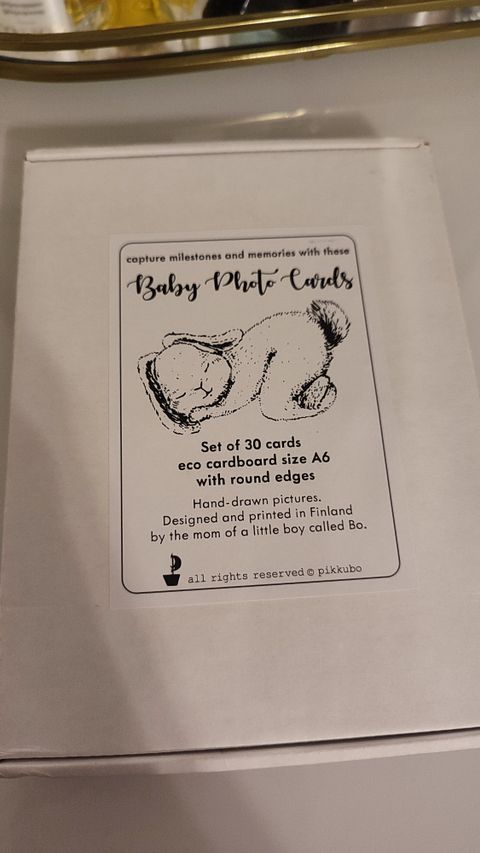 capture milestones and memories with these
Baby Photo Cards
Set of 30 cards
eco cardboard size A6
with round edges
Hand-drawn pictures.
Designed and printed in Finland
by the mom of a little boy called Bo.
all rights reserved © pikkubo